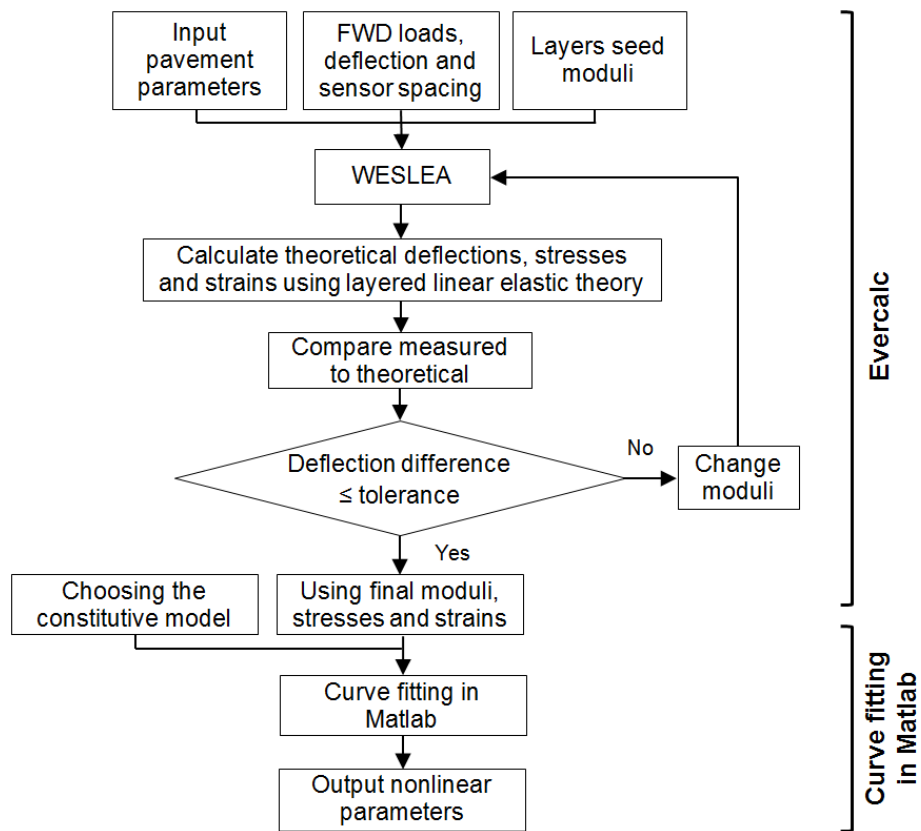 Input
pavement
parameters
FWD loads,
deflection and
sensor spacing
Layers seed
moduli
WESLEA
Calculate theoretical deflections, stresses
and strains using layered linear elastic theory
Compare measured
to theoretical
Deflection difference
≤ tolerance
No
Change
moduli
Yes
Choosing the
constitutive model
Using final moduli,
stresses and strains
Curve fitting in
Matlab
Output nonlinear
parameters
Evercalc
Curve fitting
in Matlab